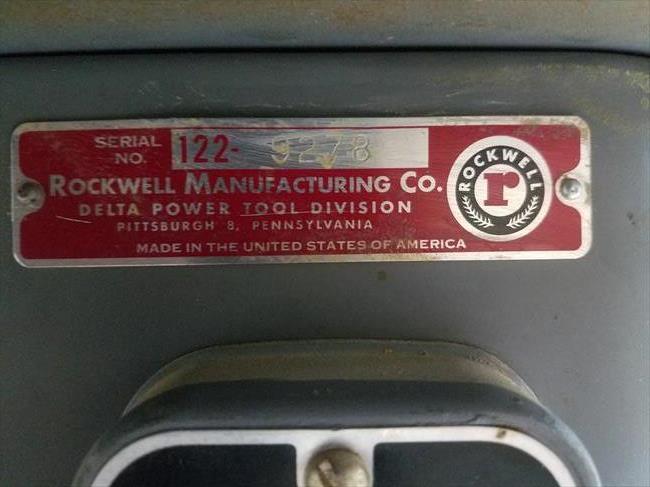 SERIAL
NO. 122- 9278
ROCKWELL MANUFACTURING CO.
DELTA POWER TOOL DIVISION
PITTSBURGH 8, PENNSYLVANIA
MADE IN THE UNITED STATES OF AMERICA
ROCKWELL
r